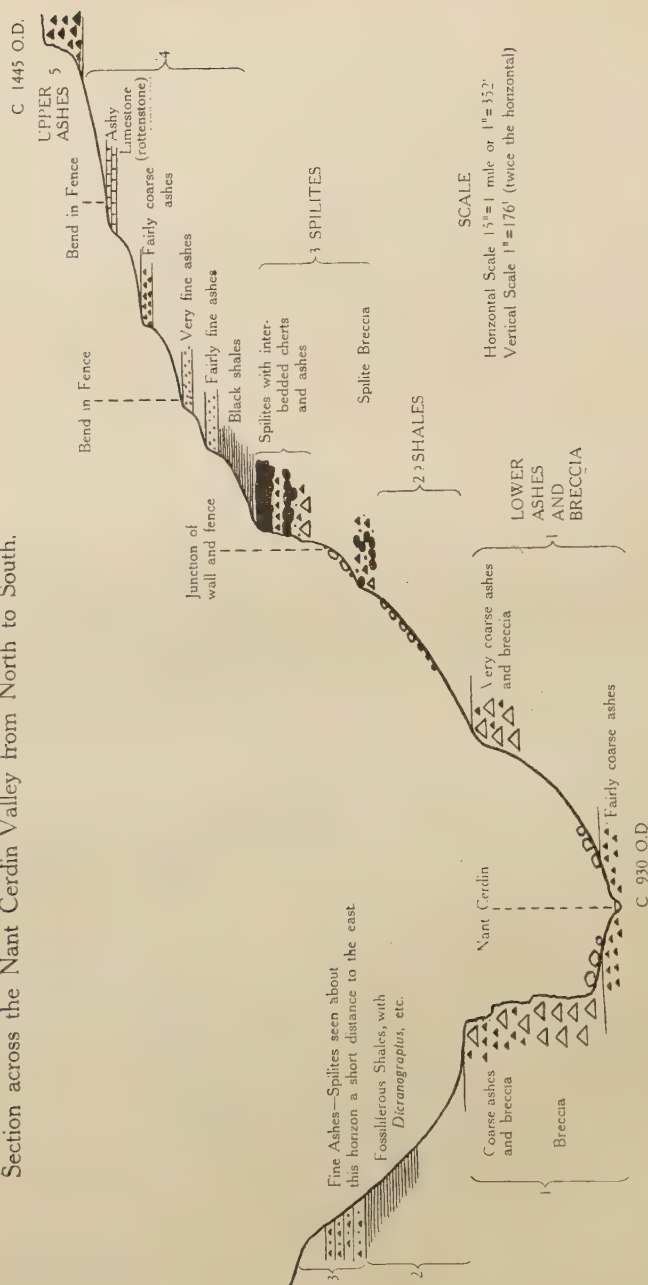 Section across the Nant Cerdin Valley from North to South.
C 1445 O.D.
UPPER
ASHES 5
4
Bend in Fence
Ashy
Limestone
(rottenstone)
Fairly coarse
ashes
Bend in Fence
Very fine ashes
Fairly fine ashes
Black shales
3 SPILITES
Spilites with inter-
bedded cherts
and ashes
Junction of
wall and fence
Spilite Breccia
2 ? SHALES
SCALE
Horizontal Scale 15"=1 mile or 1"=352'
Vertical Scale 1"=176' (twice the horizontal)
LOWER
ASHES
AND
BRECCIA
1
Very coarse ashes
and breccia
Fairly coarse ashes
Nant Cerdin
C 930 O.D
Fine Ashes—Spilites seen about
this horizon a short distance to the east.
Fossiliferous Shales, with
Dicranograptus, etc.
3
2
Coarse ashes
and breccia
Breccia
1